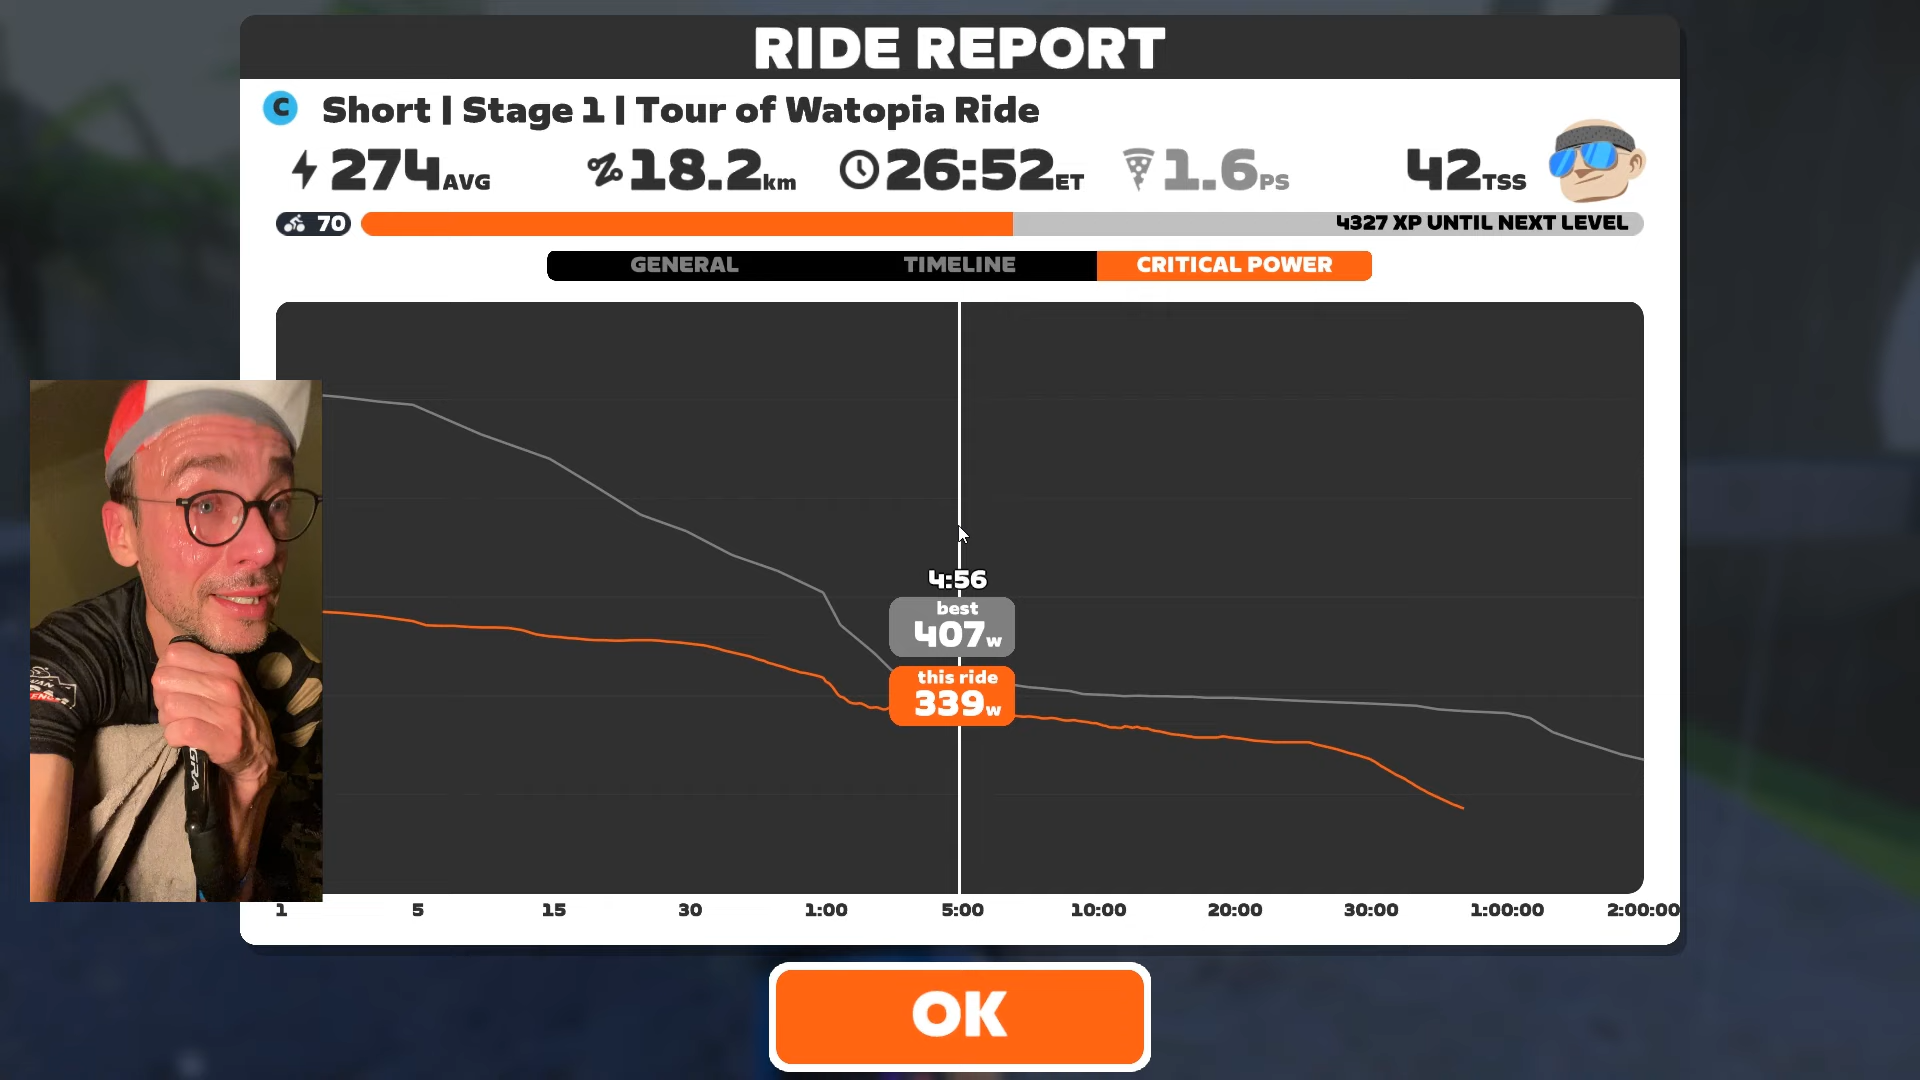 RIDE REPORT
C Short | Stage 1 | Tour of Watopia Ride
274AVG 18.2km 26:52ET 1.6PS 42TSS
70 4327 XP UNTIL NEXT LEVEL
GENERAL TIMELINE CRITICAL POWER
4:56
best
407w
this ride
339w
1 5 15 30 1:00 5:00 10:00 20:00 30:00 1:00:00 2:00:00
OK